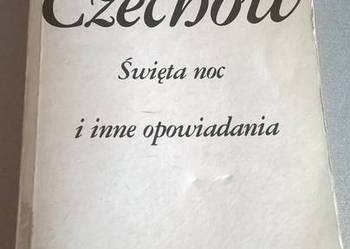 Czechow
Święta noc
i inne opowiadania